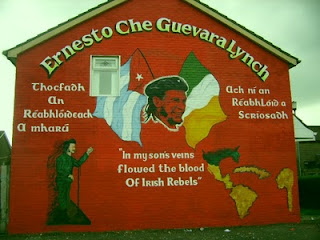 Ernesto Che Guevara Lynch
Thocfadh
An
Réabhlóideach
A mharú
Ach ní an
Réabhlóid a
Scriosadh
"In my son's veins
flowed the blood
Of Irish Rebels"